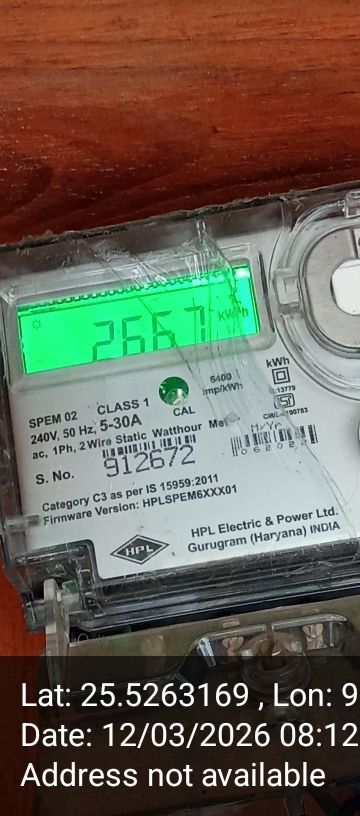 2667 kWh
kWh
6400
imp/kWh
SPEM 02 CLASS 1
CAL
240V, 50 Hz, 5-30A
ac, 1Ph, 2 Wire Static Watthour
M/Yr
S. No. 912672
Category C3 as per IS 15959:2011
Firmware Version: HPLSPEM6XXX01
HPL
HPL Electric & Power Ltd.
Gurugram (Haryana) INDIA
Lat: 25.5263169 , Lon: 9
Date: 12/03/2026 08:12
Address not available